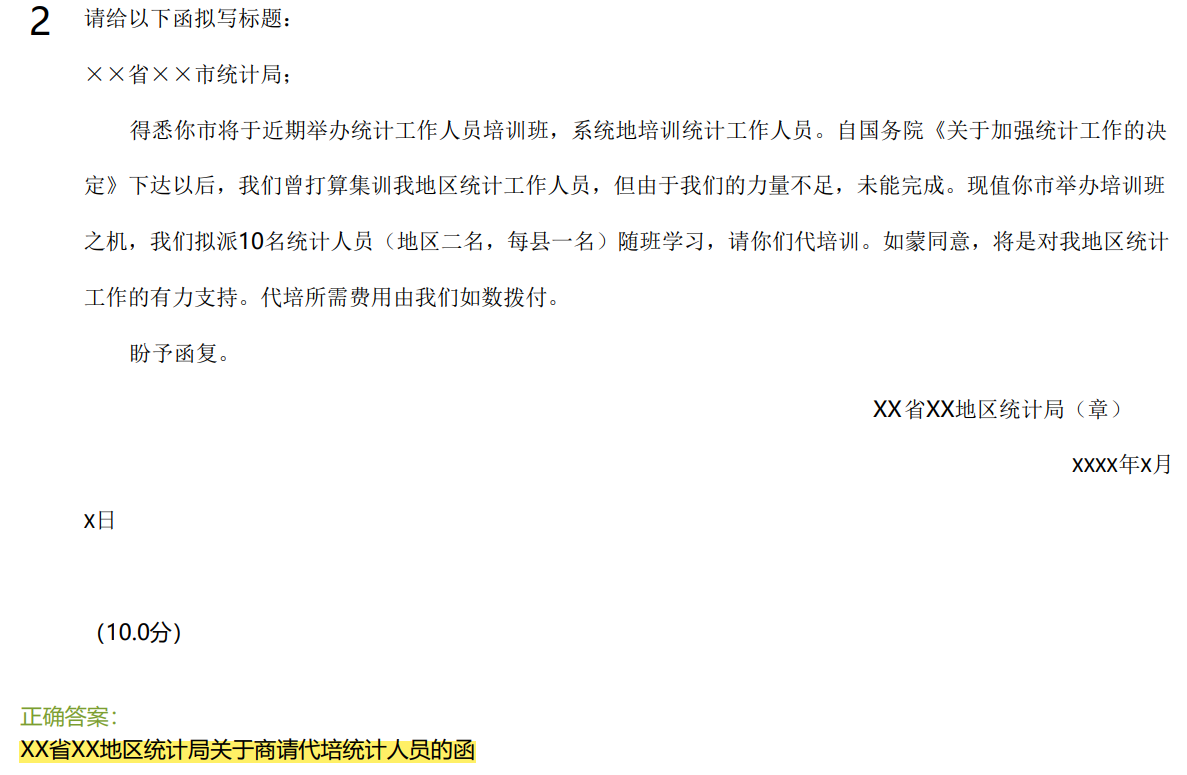 2 请给以下函拟写标题：
××省××市统计局；
得悉你市将于近期举办统计工作人员培训班，系统地培训统计工作人员。自国务院《关于加强统计工作的决
定》下达以后，我们曾打算集训我地区统计工作人员，但由于我们的力量不足，未能完成。现值你市举办培训班
之机，我们拟派10名统计人员（地区二名，每县一名）随班学习，请你们代培训。如蒙同意，将是对我地区统计
工作的有力支持。代培所需费用由我们如数拨付。
盼予函复。
XX省XX地区统计局（章）
xxxx年x月
x日
（10.0分）
正确答案：
XX省XX地区统计局关于商请代培统计人员的函